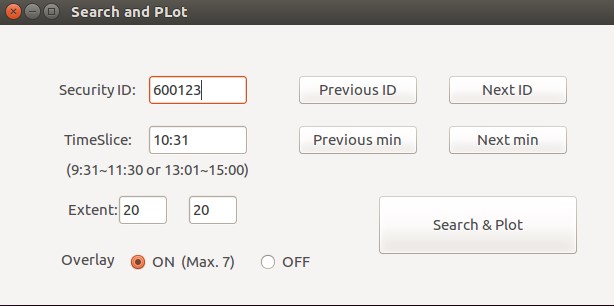 Search and PLot
Security ID: 600123 Previous ID Next ID
TimeSlice: 10:31 Previous min Next min
(9:31~11:30 or 13:01~15:00)
Extent: 20 20
Search & Plot
Overlay ON (Max. 7) OFF